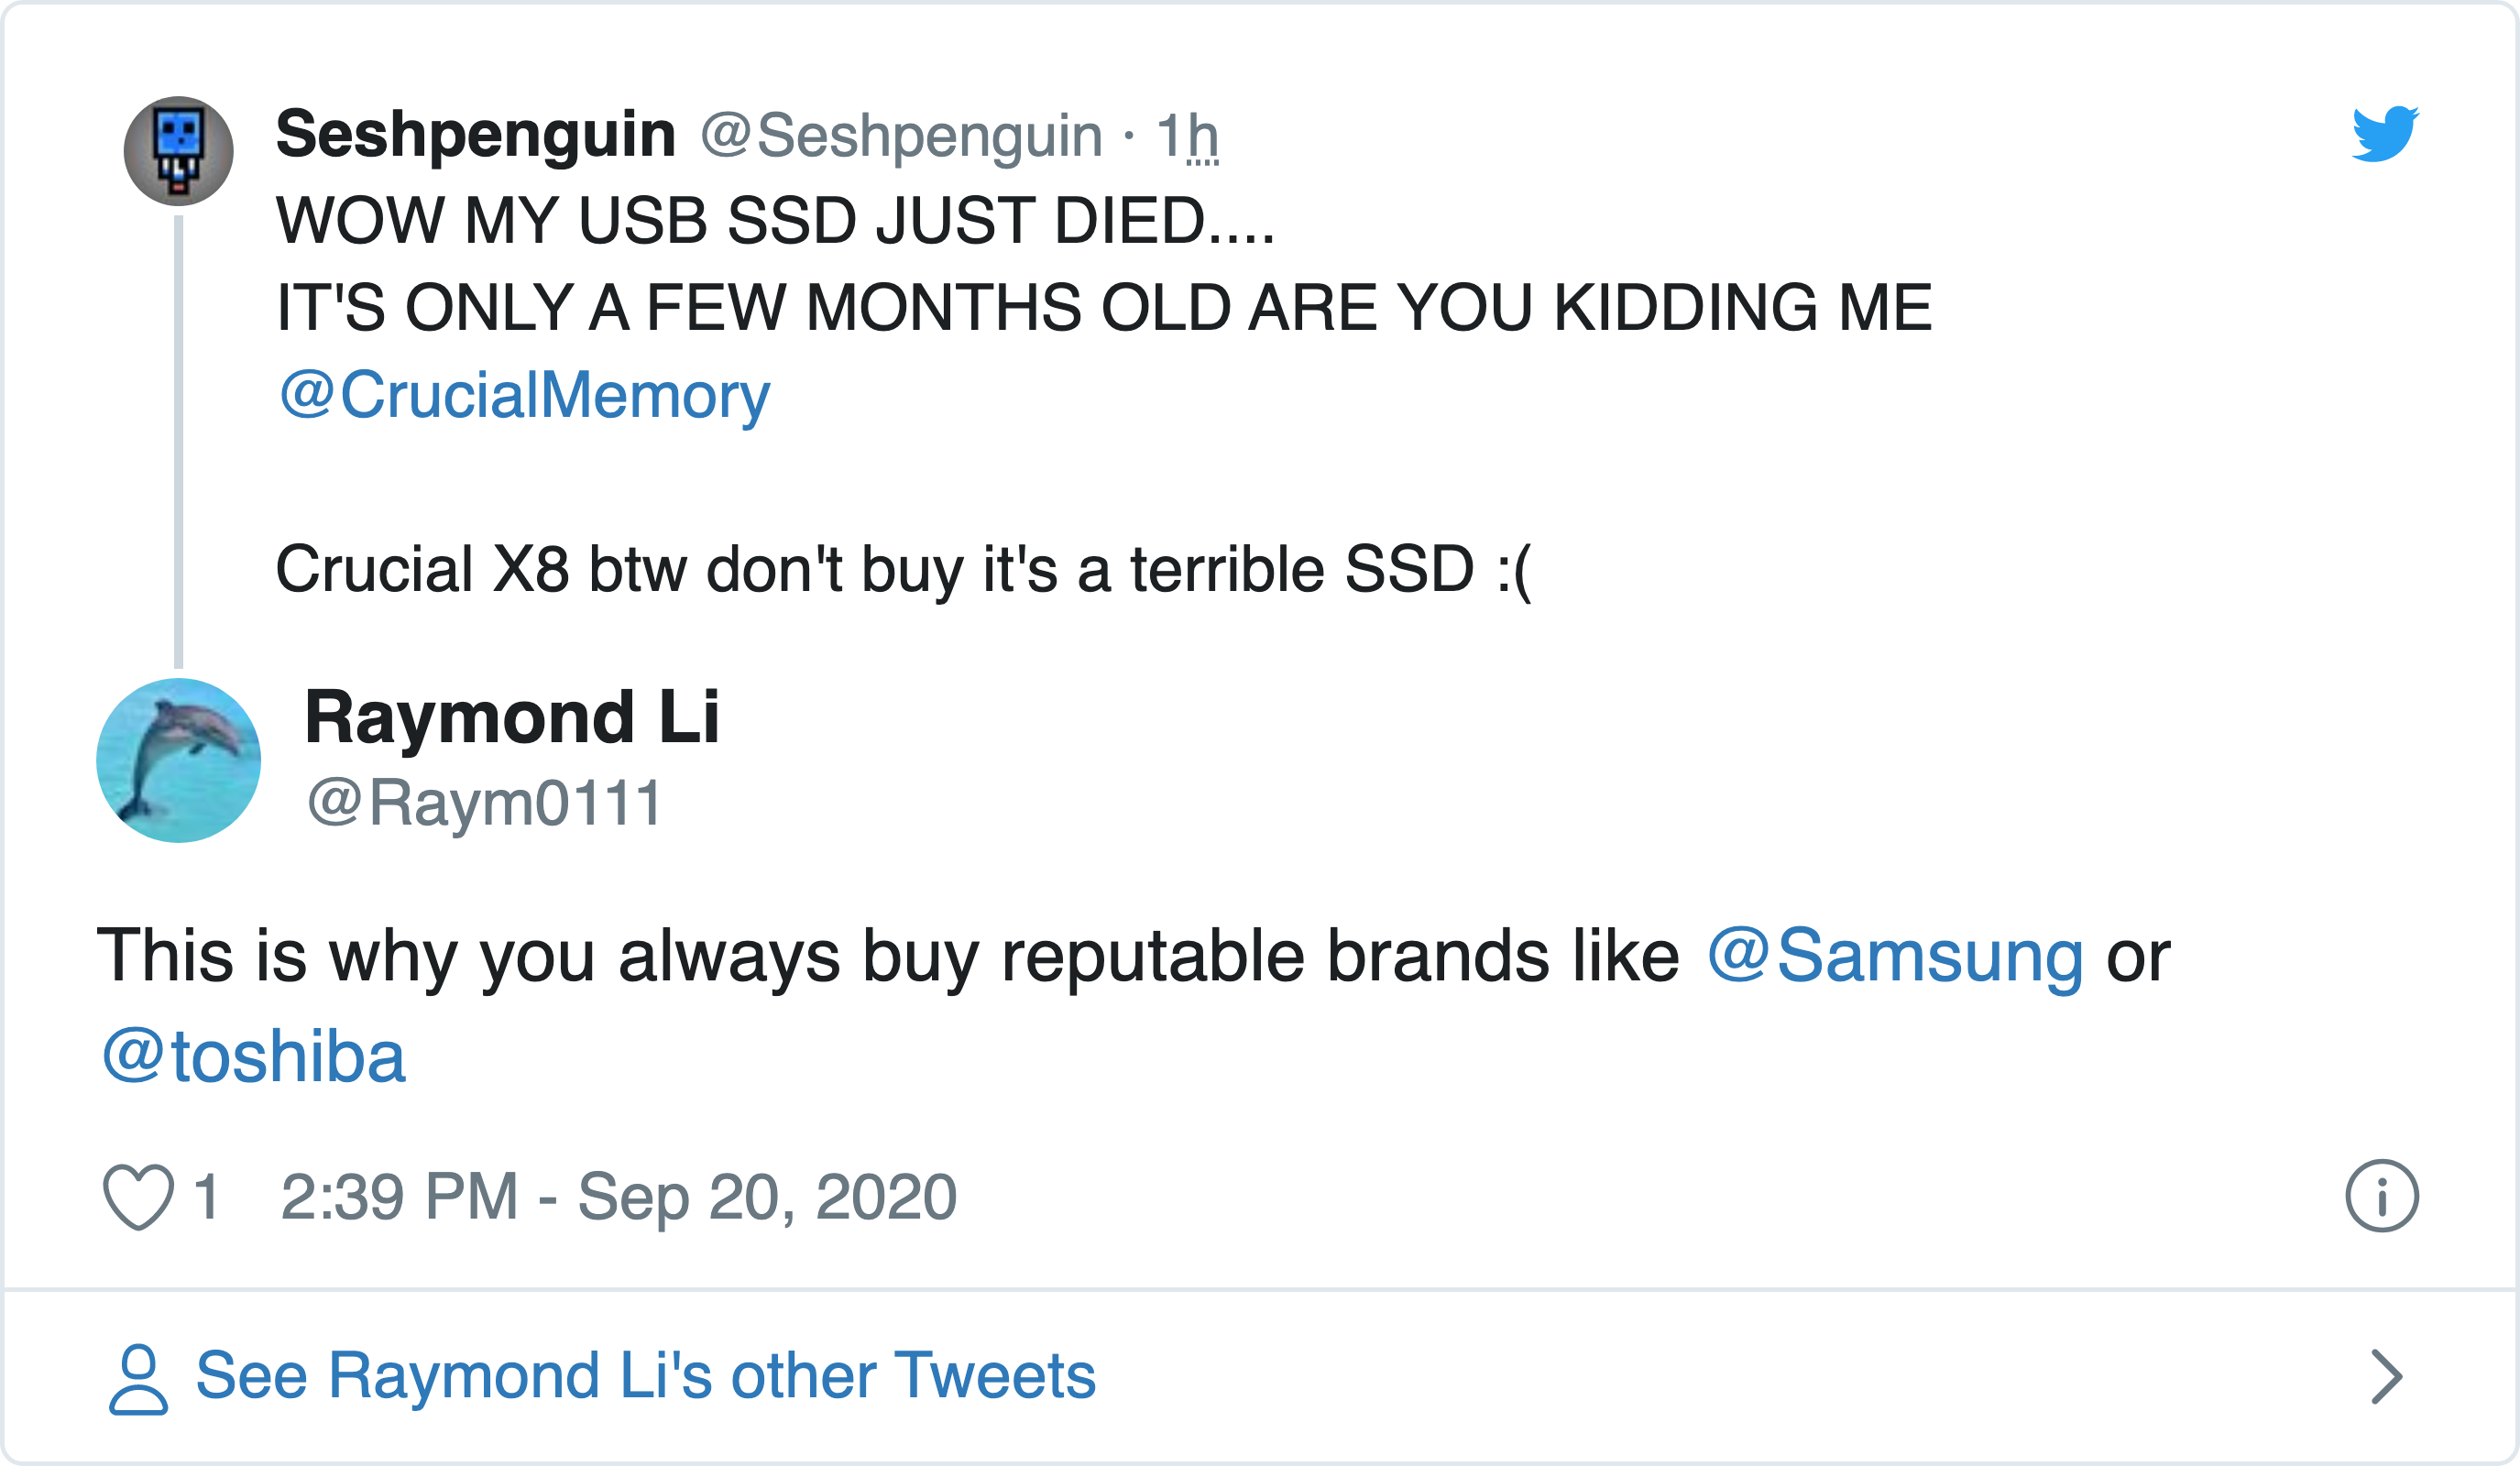 Seshpenguin @Seshpenguin · 1h
WOW MY USB SSD JUST DIED....
IT'S ONLY A FEW MONTHS OLD ARE YOU KIDDING ME
@CrucialMemory
Crucial X8 btw don't buy it's a terrible SSD :(
Raymond Li
@Raym0111
This is why you always buy reputable brands like @Samsung or
@toshiba
1 2:39 PM - Sep 20, 2020
See Raymond Li's other Tweets